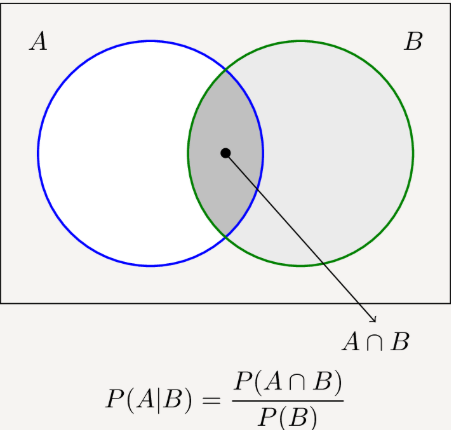 A B
A ∩ B
P(A|B) = P(A ∩ B) / P(B)